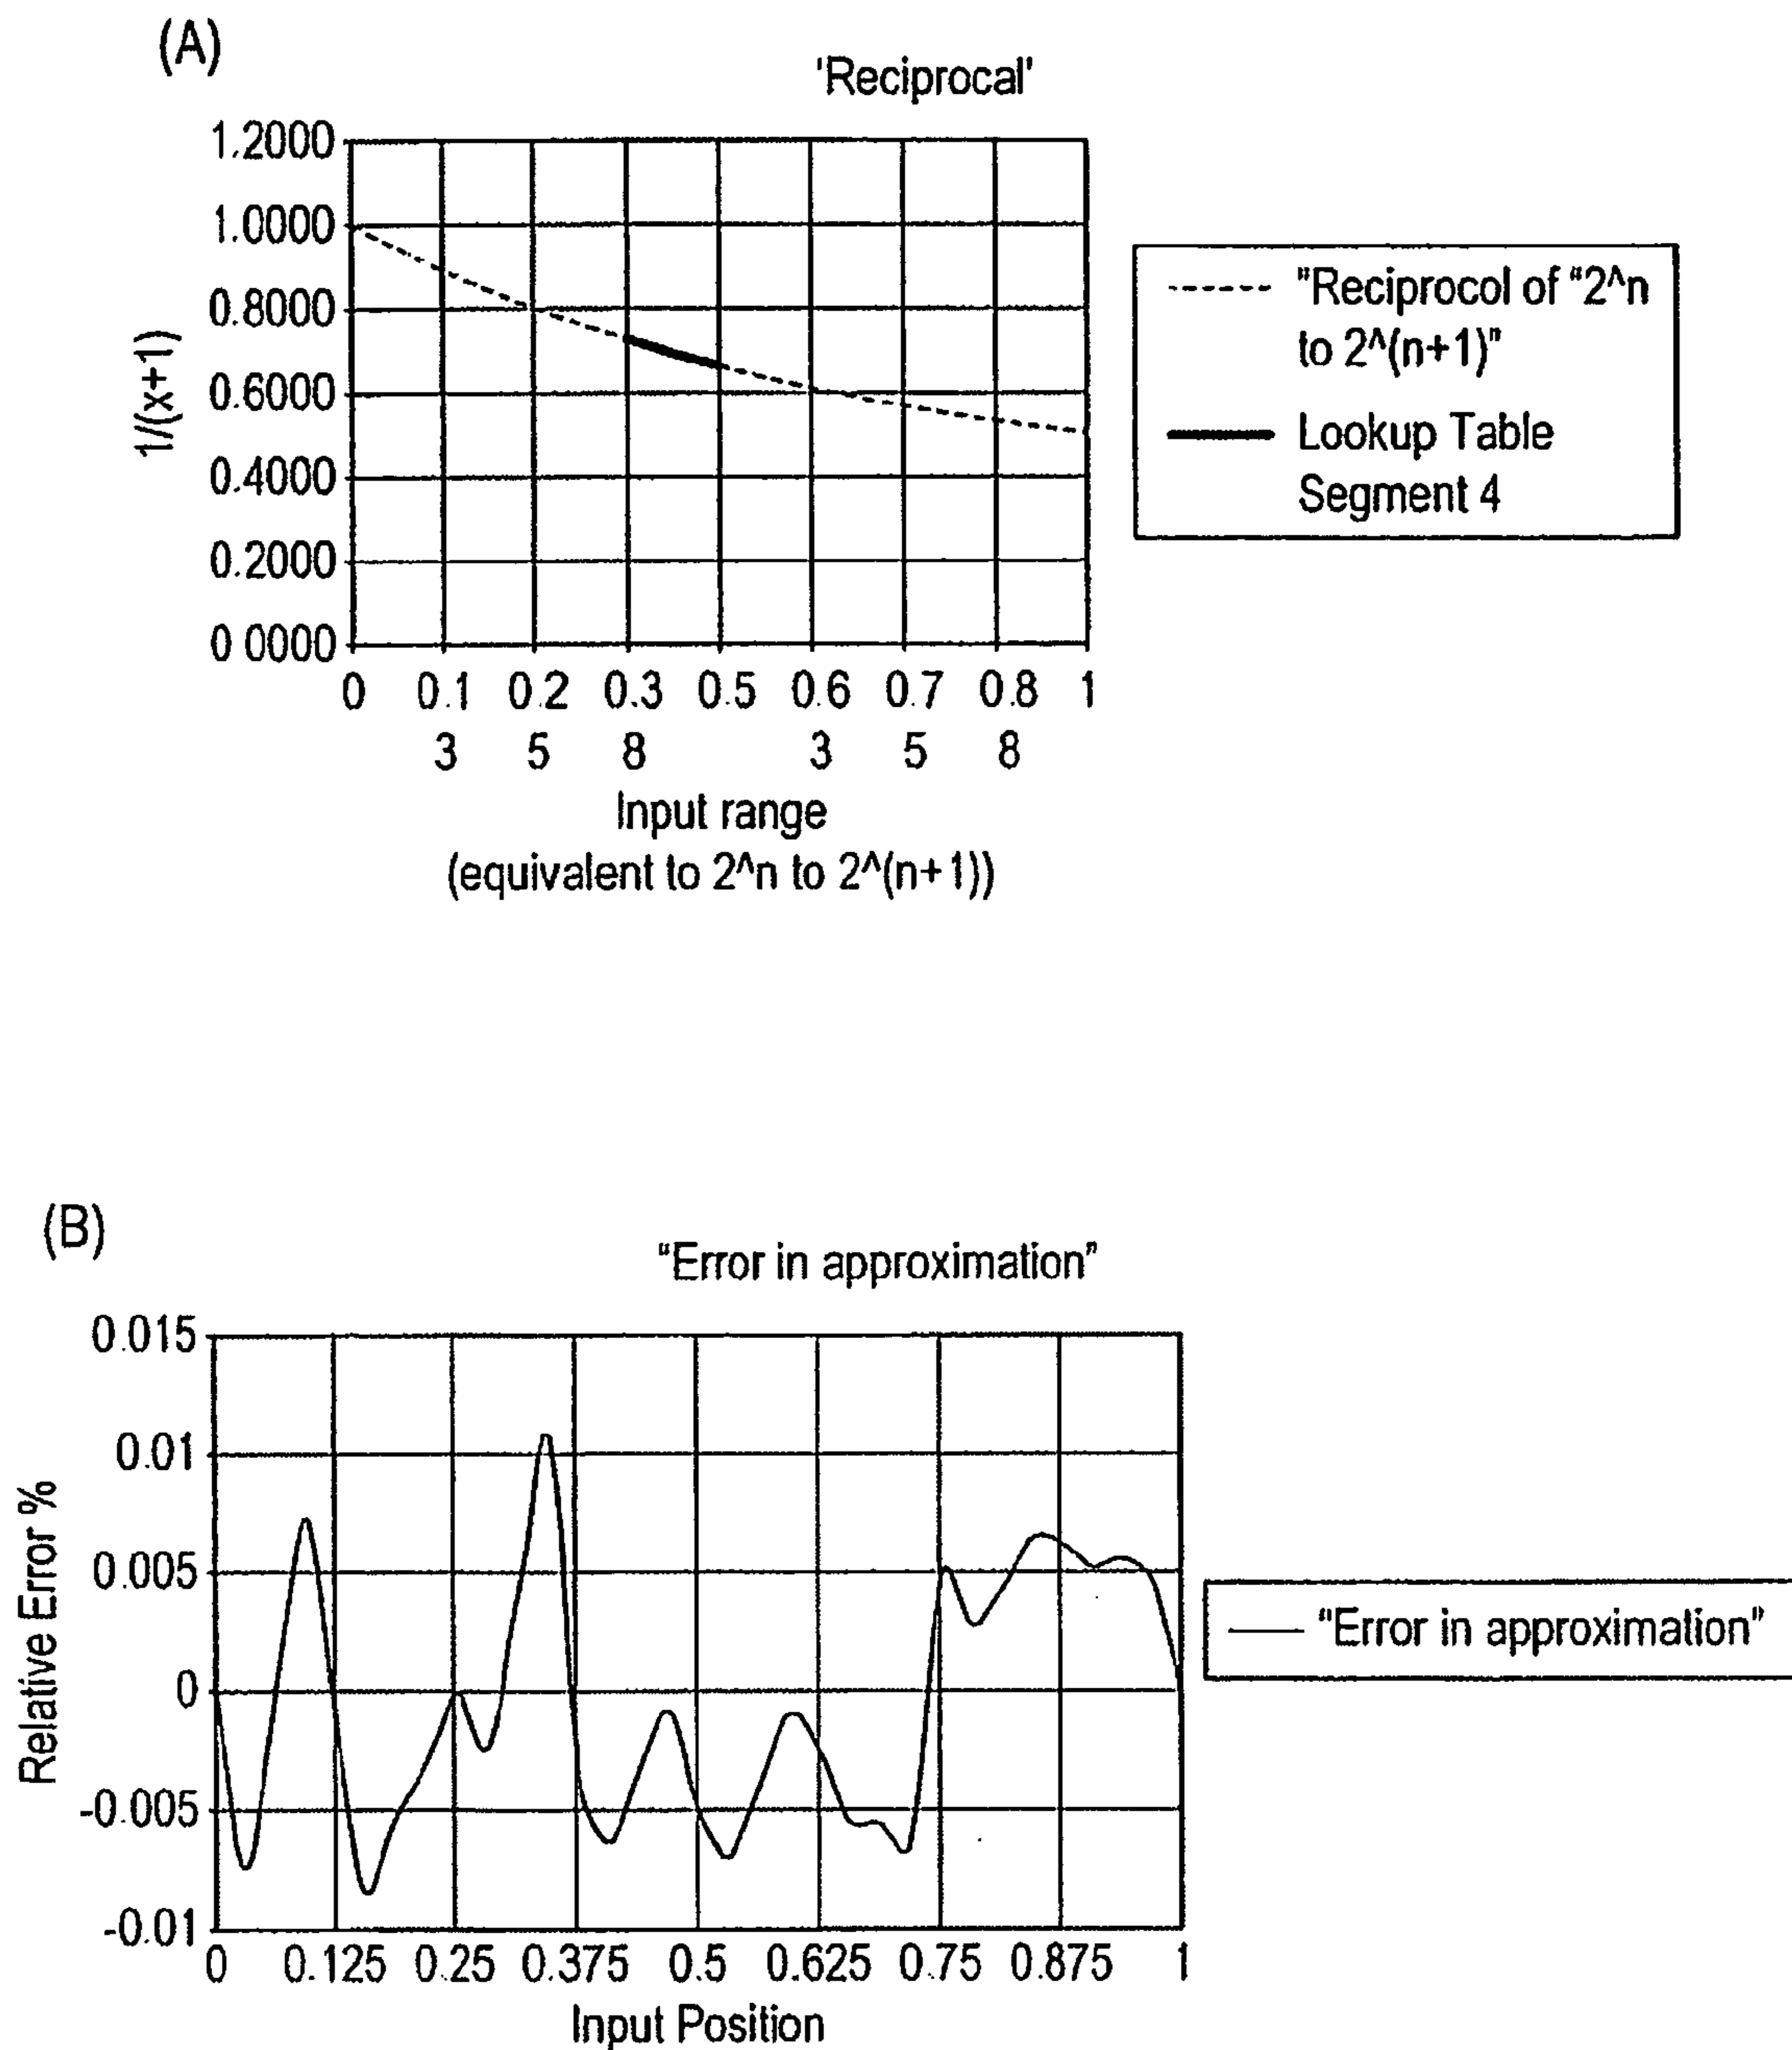 (A)
'Reciprocal'
1.2000
1.0000
0.8000
0.6000
0.4000
0.2000
0 0000
1/(x+1)
0 0.1 0.2 0.3 0.5 0.6 0.7 0.8 1
3 5 8 3 5 8
Input range
(equivalent to 2^n to 2^(n+1))
"Reciprocol of "2^n
to 2^(n+1)"
Lookup Table
Segment 4
(B)
"Error in approximation"
0.015
0.01
0.005
0
-0.005
-0.01
Relative Error %
0 0.125 0.25 0.375 0.5 0.625 0.75 0.875 1
Input Position
"Error in approximation"